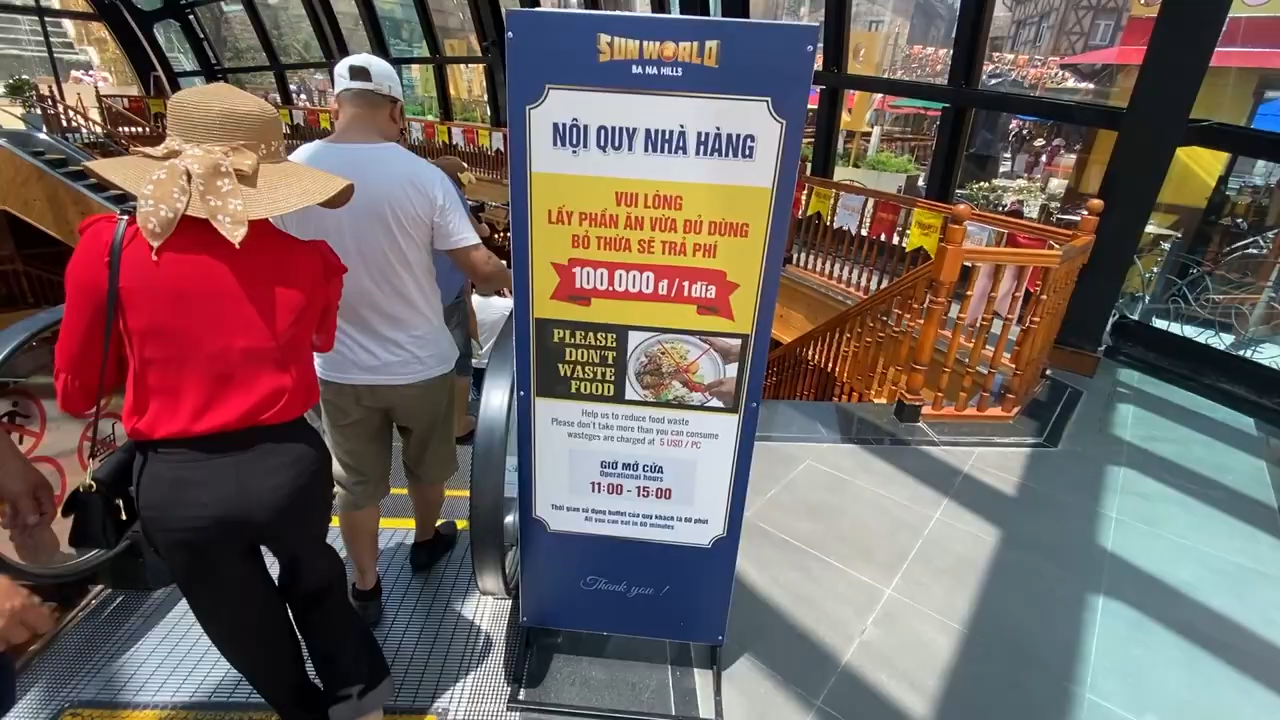 SUN WORLD
BA NA HILLS
NỘI QUY NHÀ HÀNG
VUI LÒNG
LẤY PHẦN ĂN VỪA ĐỦ DÙNG
BỎ THỪA SẼ TRẢ PHÍ
100.000 đ / 1 dĩa
PLEASE
DON'T
WASTE
FOOD
Help us to reduce food waste
Please don't take more than you can consume
wasteges are charged at 5 USD / PC
GIỜ MỞ CỬA
Operational hours
11:00 - 15:00
Thời gian sử dụng buffet của quý khách là 60 phút
All you can eat in 60 minutes
Thank you !